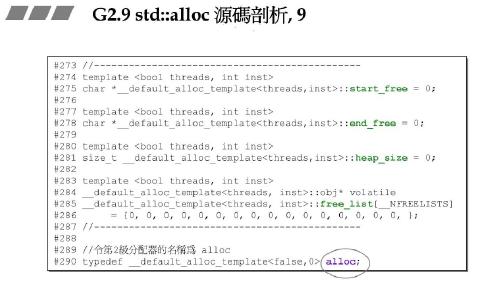 G2.9 std::alloc 源碼剖析, 9
#273 //--------------------------------------------
#274 template <bool threads, int inst>
#275 char *__default_alloc_template<threads,inst>::start_free = 0;
#276
#277 template <bool threads, int inst>
#278 char *__default_alloc_template<threads,inst>::end_free = 0;
#279
#280 template <bool threads, int inst>
#281 size_t __default_alloc_template<threads,inst>::heap_size = 0;
#282
#283 template <bool threads, int inst>
#284 __default_alloc_template<threads, inst>::obj* volatile
#285 __default_alloc_template<threads, inst>::free_list[__NFREELISTS]
#286 = {0, 0, 0, 0, 0, 0, 0, 0, 0, 0, 0, 0, 0, 0, 0, 0, };
#287 //--------------------------------------------
#288
#289 //令第2級分配器的名稱為 alloc
#290 typedef __default_alloc_template<false,0> alloc;